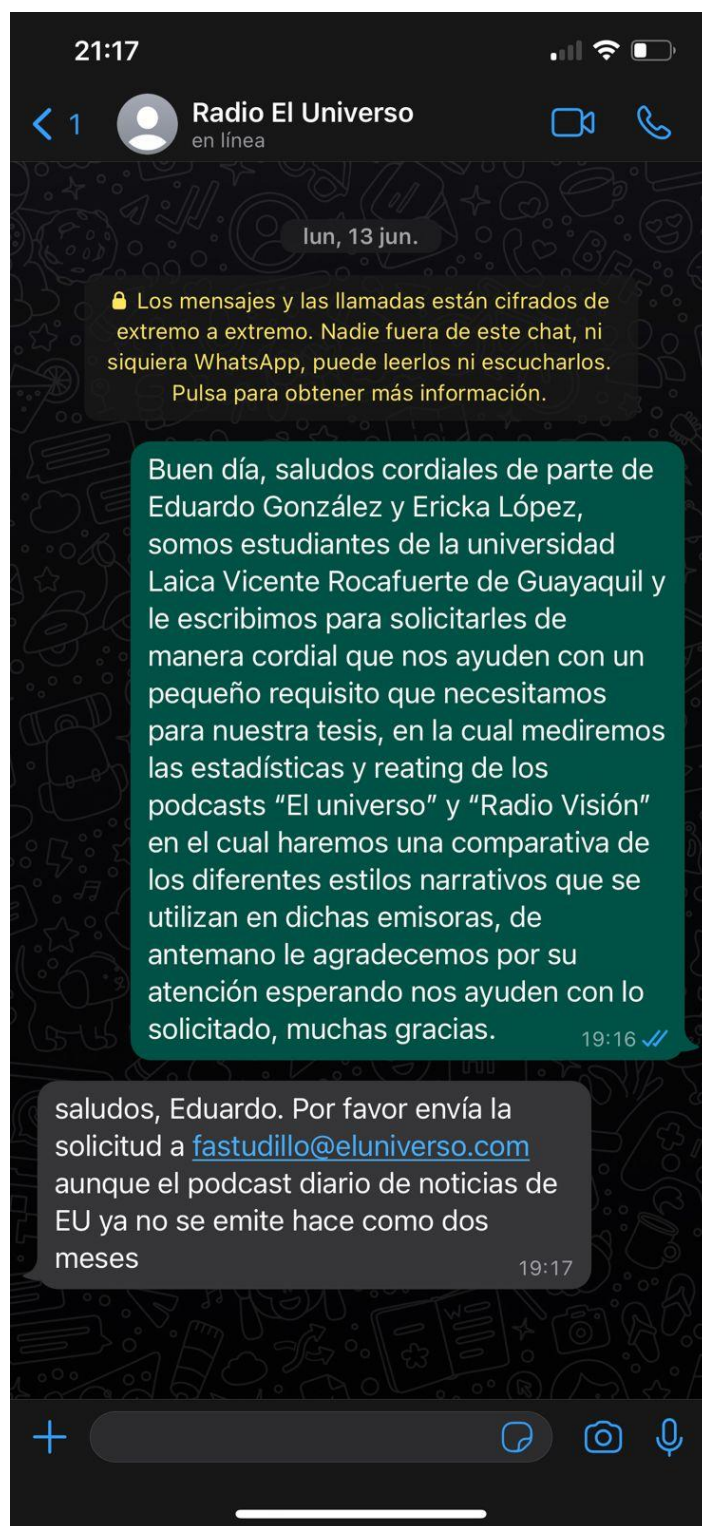 21:17
1
Radio El Universo
en línea
lun, 13 jun.
Los mensajes y las llamadas están cifrados de
extremo a extremo. Nadie fuera de este chat, ni
siquiera WhatsApp, puede leerlos ni escucharlos.
Pulsa para obtener más información.
Buen día, saludos cordiales de parte de
Eduardo González y Ericka López,
somos estudiantes de la universidad
Laica Vicente Rocafuerte de Guayaquil y
le escribimos para solicitarles de
manera cordial que nos ayuden con un
pequeño requisito que necesitamos
para nuestra tesis, en la cual mediremos
las estadísticas y reating de los
podcasts “El universo” y “Radio Visión”
en el cual haremos una comparativa de
los diferentes estilos narrativos que se
utilizan en dichas emisoras, de
antemano le agradecemos por su
atención esperando nos ayuden con lo
solicitado, muchas gracias.
19:16
saludos, Eduardo. Por favor envía la
solicitud a fastudillo@eluniverso.com
aunque el podcast diario de noticias de
EU ya no se emite hace como dos
meses
19:17